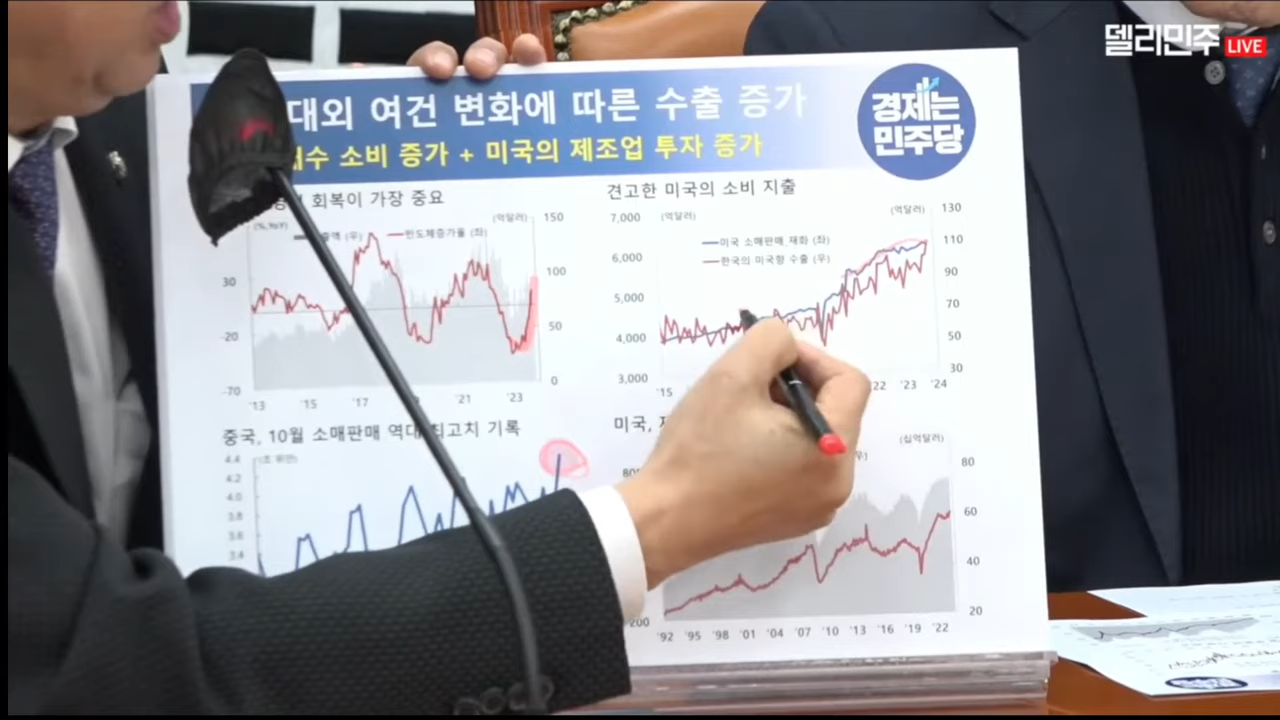 델리민주 LIVE
대외 여건 변화에 따른 수출 증가
소비 증가 + 미국의 제조업 투자 증가
경제는
민주당
회복이 가장 중요
(%, YoY)
(우)
반도체증가율 (좌)
(억달러)
150
100
50
0
30
-20
-70
'13 '15 '17 '21 '23
견고한 미국의 소비 지출
(억달러)
(억달러)
미국 소매판매, 재화 (좌)
한국의 미국향 수출 (우)
7,000
6,000
5,000
4,000
3,000
130
110
90
70
50
30
'15 '22 '23 '24
중국, 10월 소매판매 역대 최고치 기록
4.4
4.2
4.0
3.8
3.6
3.4
미국,
(십억달러)
80
60
40
20
'92 '95 '98 '01 '04 '07 '10 '13 '16 '19 '22